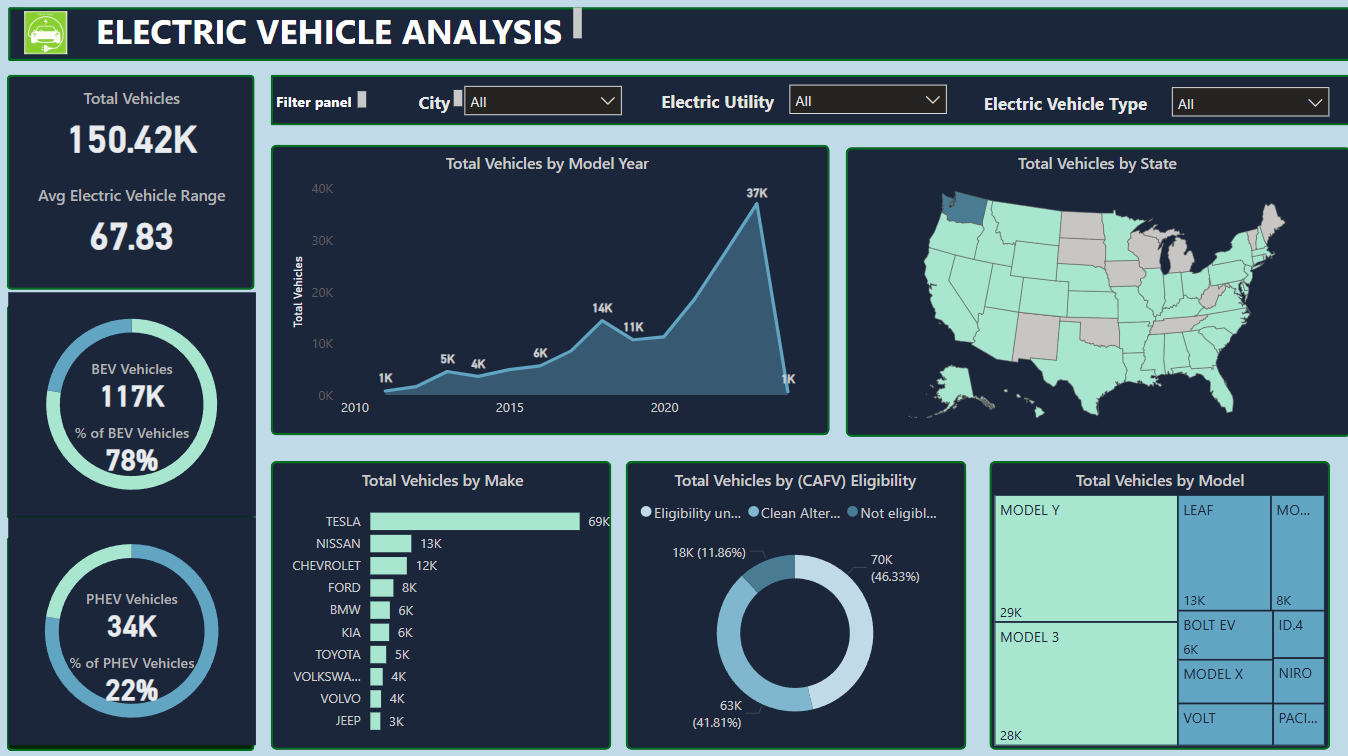 ELECTRIC VEHICLE ANALYSIS
Total Vehicles
150.42K
Avg Electric Vehicle Range
67.83
Filter panel
City
All
Electric Utility
All
Electric Vehicle Type
All
BEV Vehicles
117K
% of BEV Vehicles
78%
PHEV Vehicles
34K
% of PHEV Vehicles
22%
Total Vehicles by Model Year
Total Vehicles
40K
30K
20K
10K
0K
1K
5K
4K
6K
14K
11K
37K
1K
2010
2015
2020
Total Vehicles by State
Total Vehicles by Make
TESLA 69K
NISSAN 13K
CHEVROLET 12K
FORD 8K
BMW 6K
KIA 6K
TOYOTA 5K
VOLKSWA... 4K
VOLVO 4K
JEEP 3K
Total Vehicles by (CAFV) Eligibility
Eligibility un... Clean Alter... Not eligibl...
18K (11.86%)
70K
(46.33%)
63K
(41.81%)
Total Vehicles by Model
MODEL Y
29K
MODEL 3
28K
LEAF
13K
MO...
8K
BOLT EV
6K
ID.4
MODEL X
NIRO
VOLT
PACI...